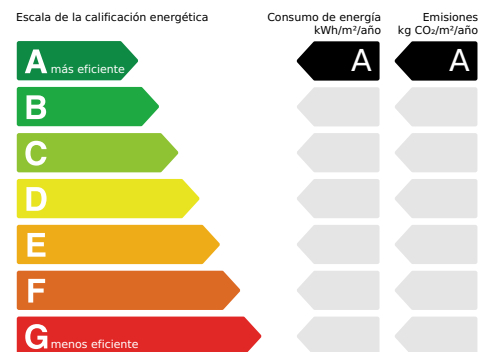 Escala de la calificación energética
Consumo de energía
kWh/m²/año
Emisiones
kg CO₂/m²/año
A más eficiente
A
A
B
C
D
E
F
G menos eficiente